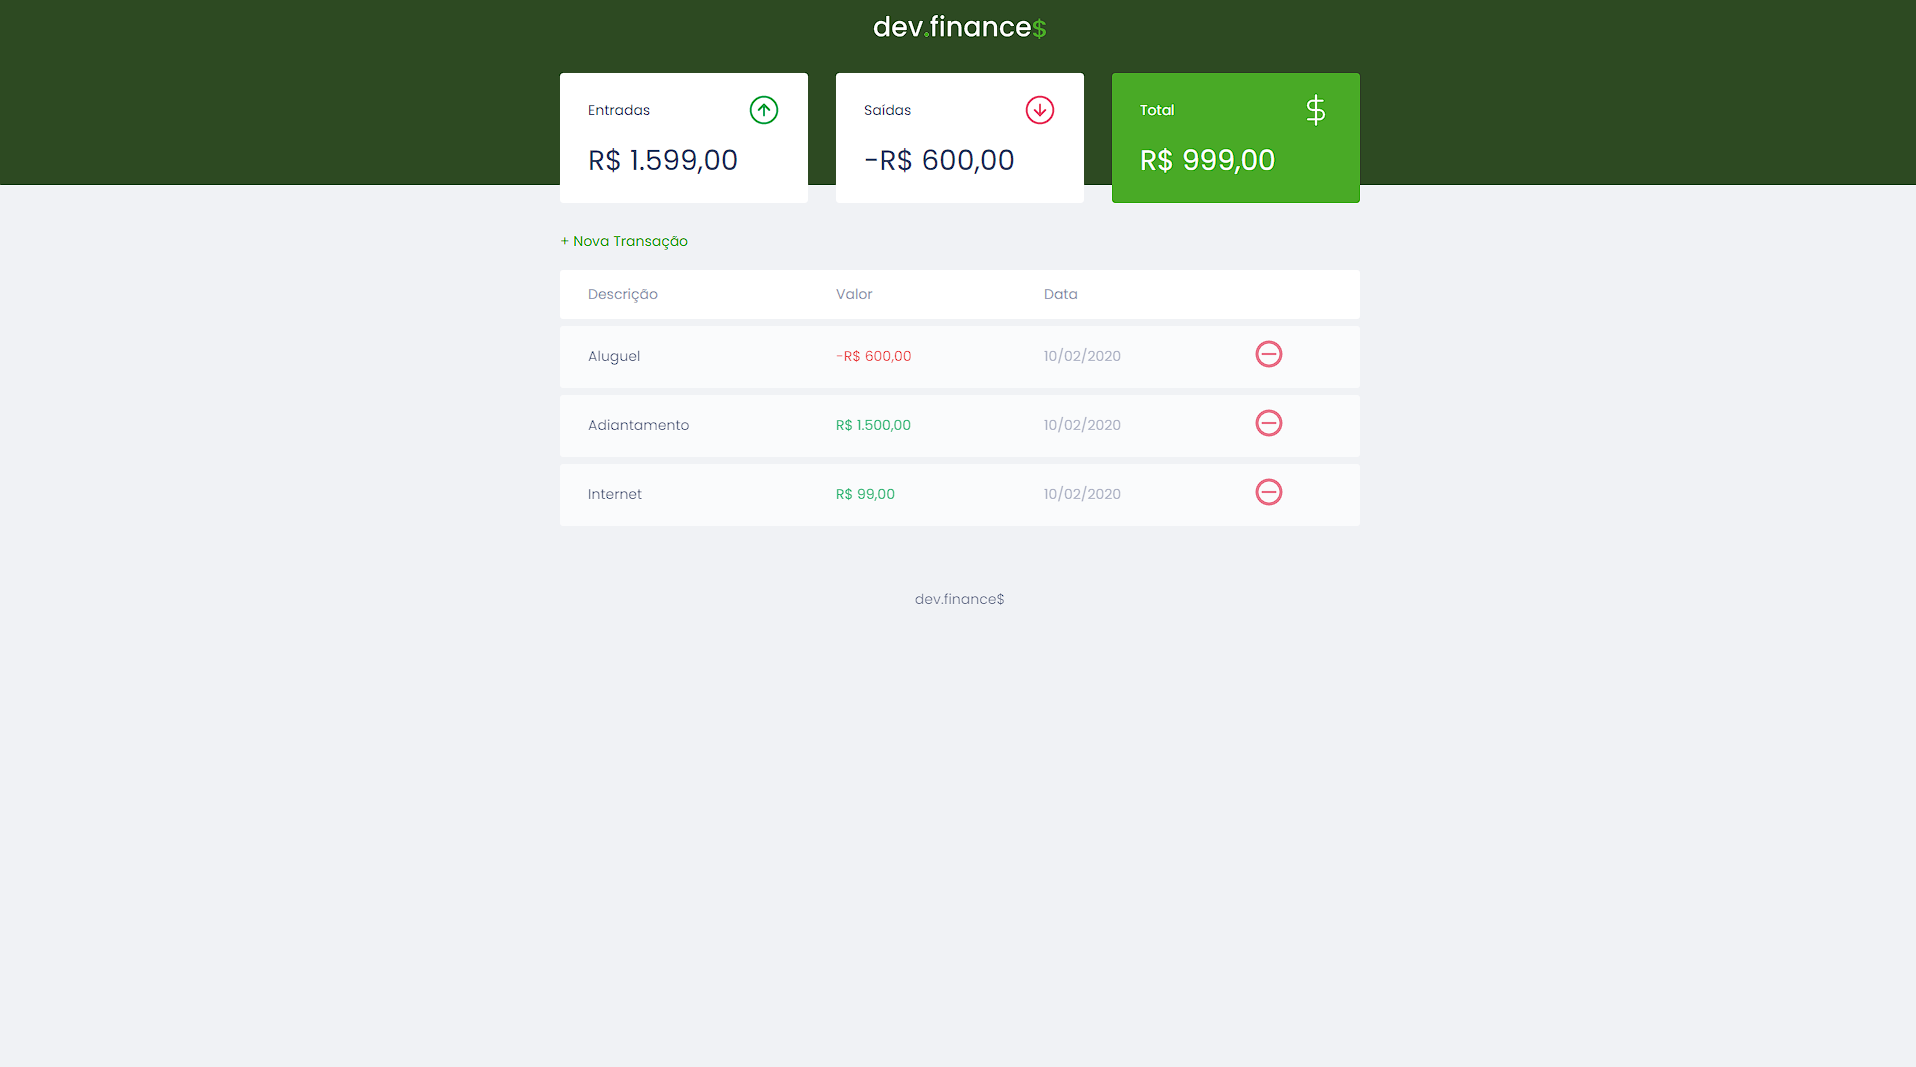 dev.finance$
Entradas
R$ 1.599,00
Saídas
-R$ 600,00
Total
R$ 999,00
+ Nova Transação
Descrição Valor Data
Aluguel -R$ 600,00 10/02/2020
Adiantamento R$ 1.500,00 10/02/2020
Internet R$ 99,00 10/02/2020
dev.finance$